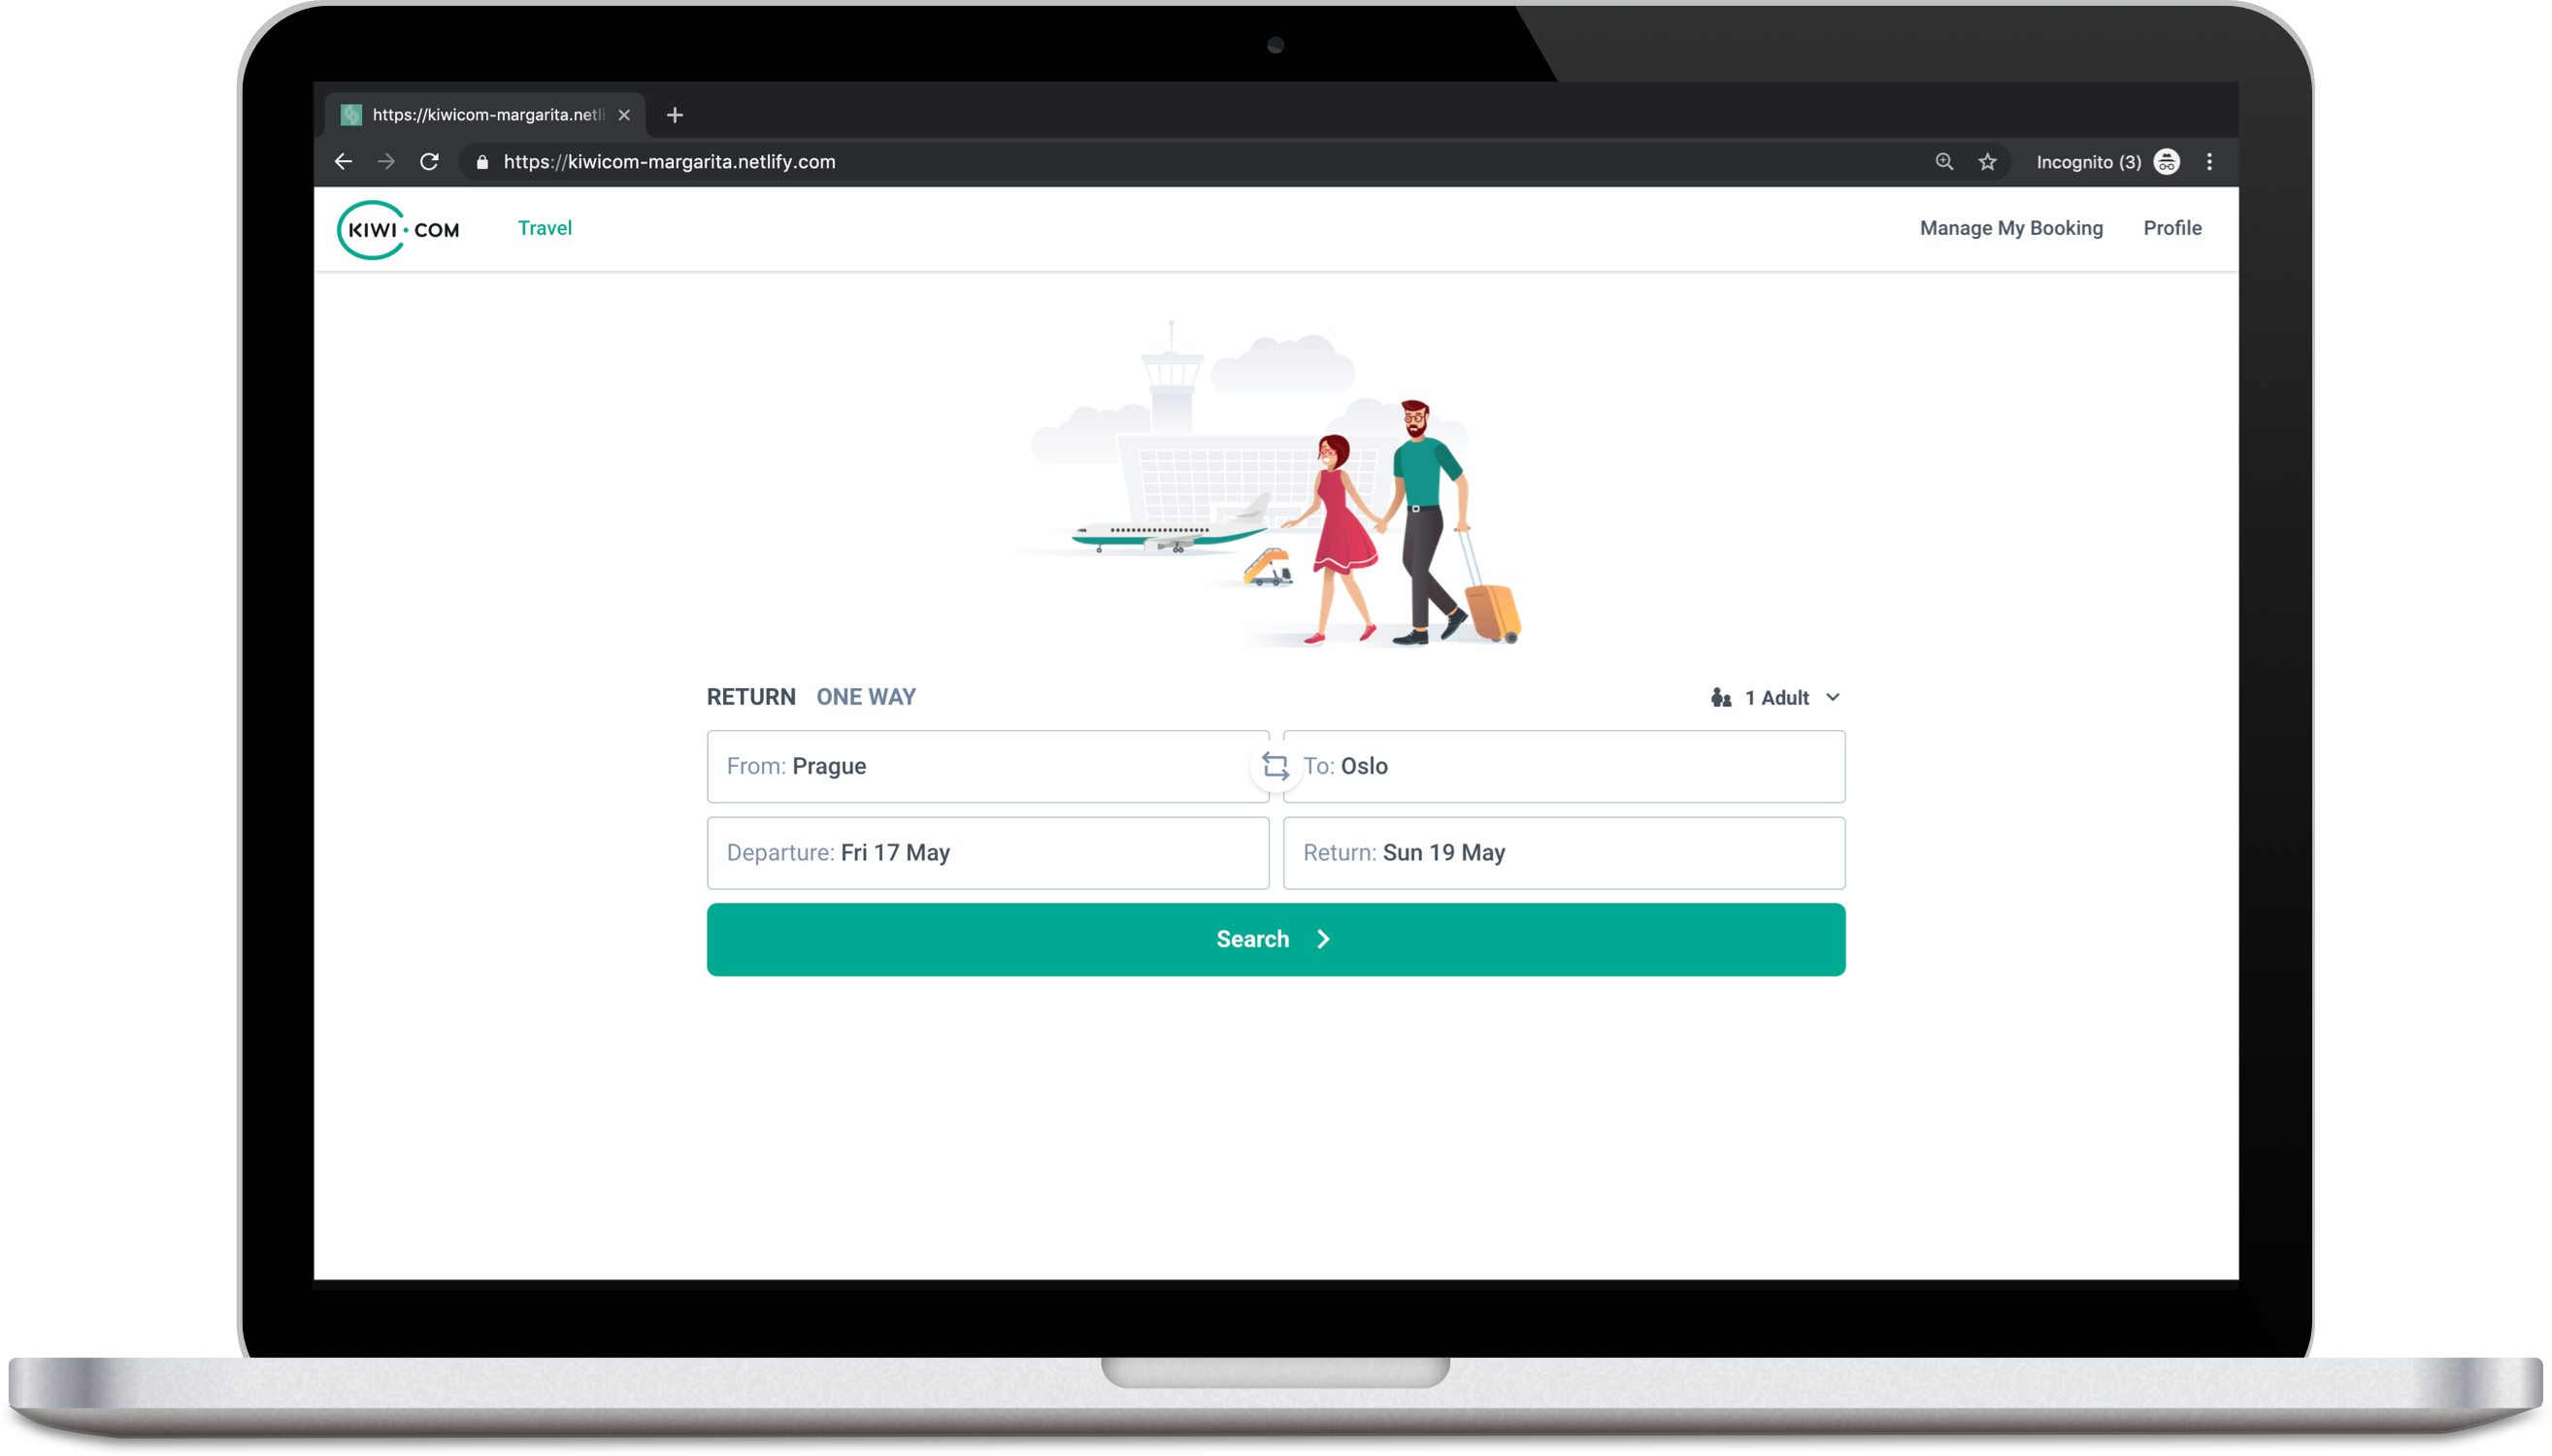 https://kiwicom-margarita.netli
https://kiwicom-margarita.netlify.com
Incognito (3)
KIWI.COM
Travel
Manage My Booking
Profile
RETURN
ONE WAY
1 Adult
From: Prague
To: Oslo
Departure: Fri 17 May
Return: Sun 19 May
Search